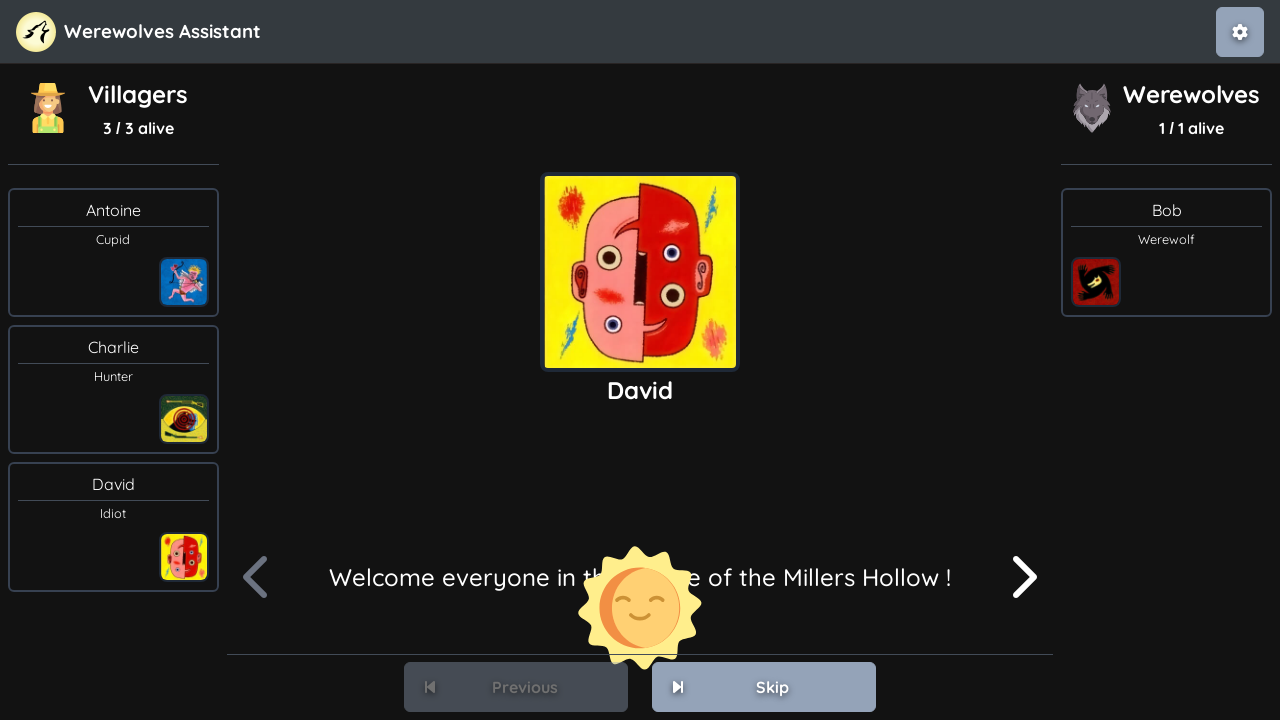 Werewolves Assistant
Villagers
3 / 3 alive
Antoine
Cupid
Charlie
Hunter
David
Idiot
David
Welcome everyone in th e of the Millers Hollow !
Previous
Skip
Werewolves
1 / 1 alive
Bob
Werewolf